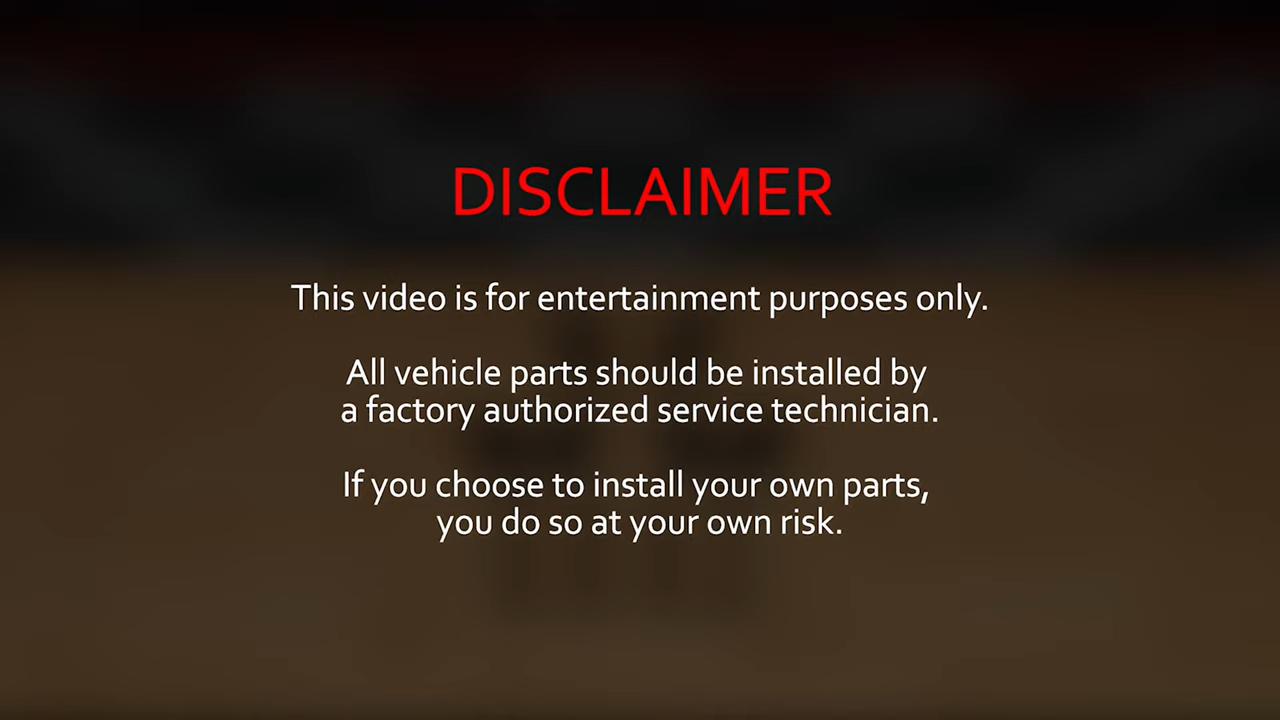 DISCLAIMER
This video is for entertainment purposes only.
All vehicle parts should be installed by
a factory authorized service technician.
If you choose to install your own parts,
you do so at your own risk.